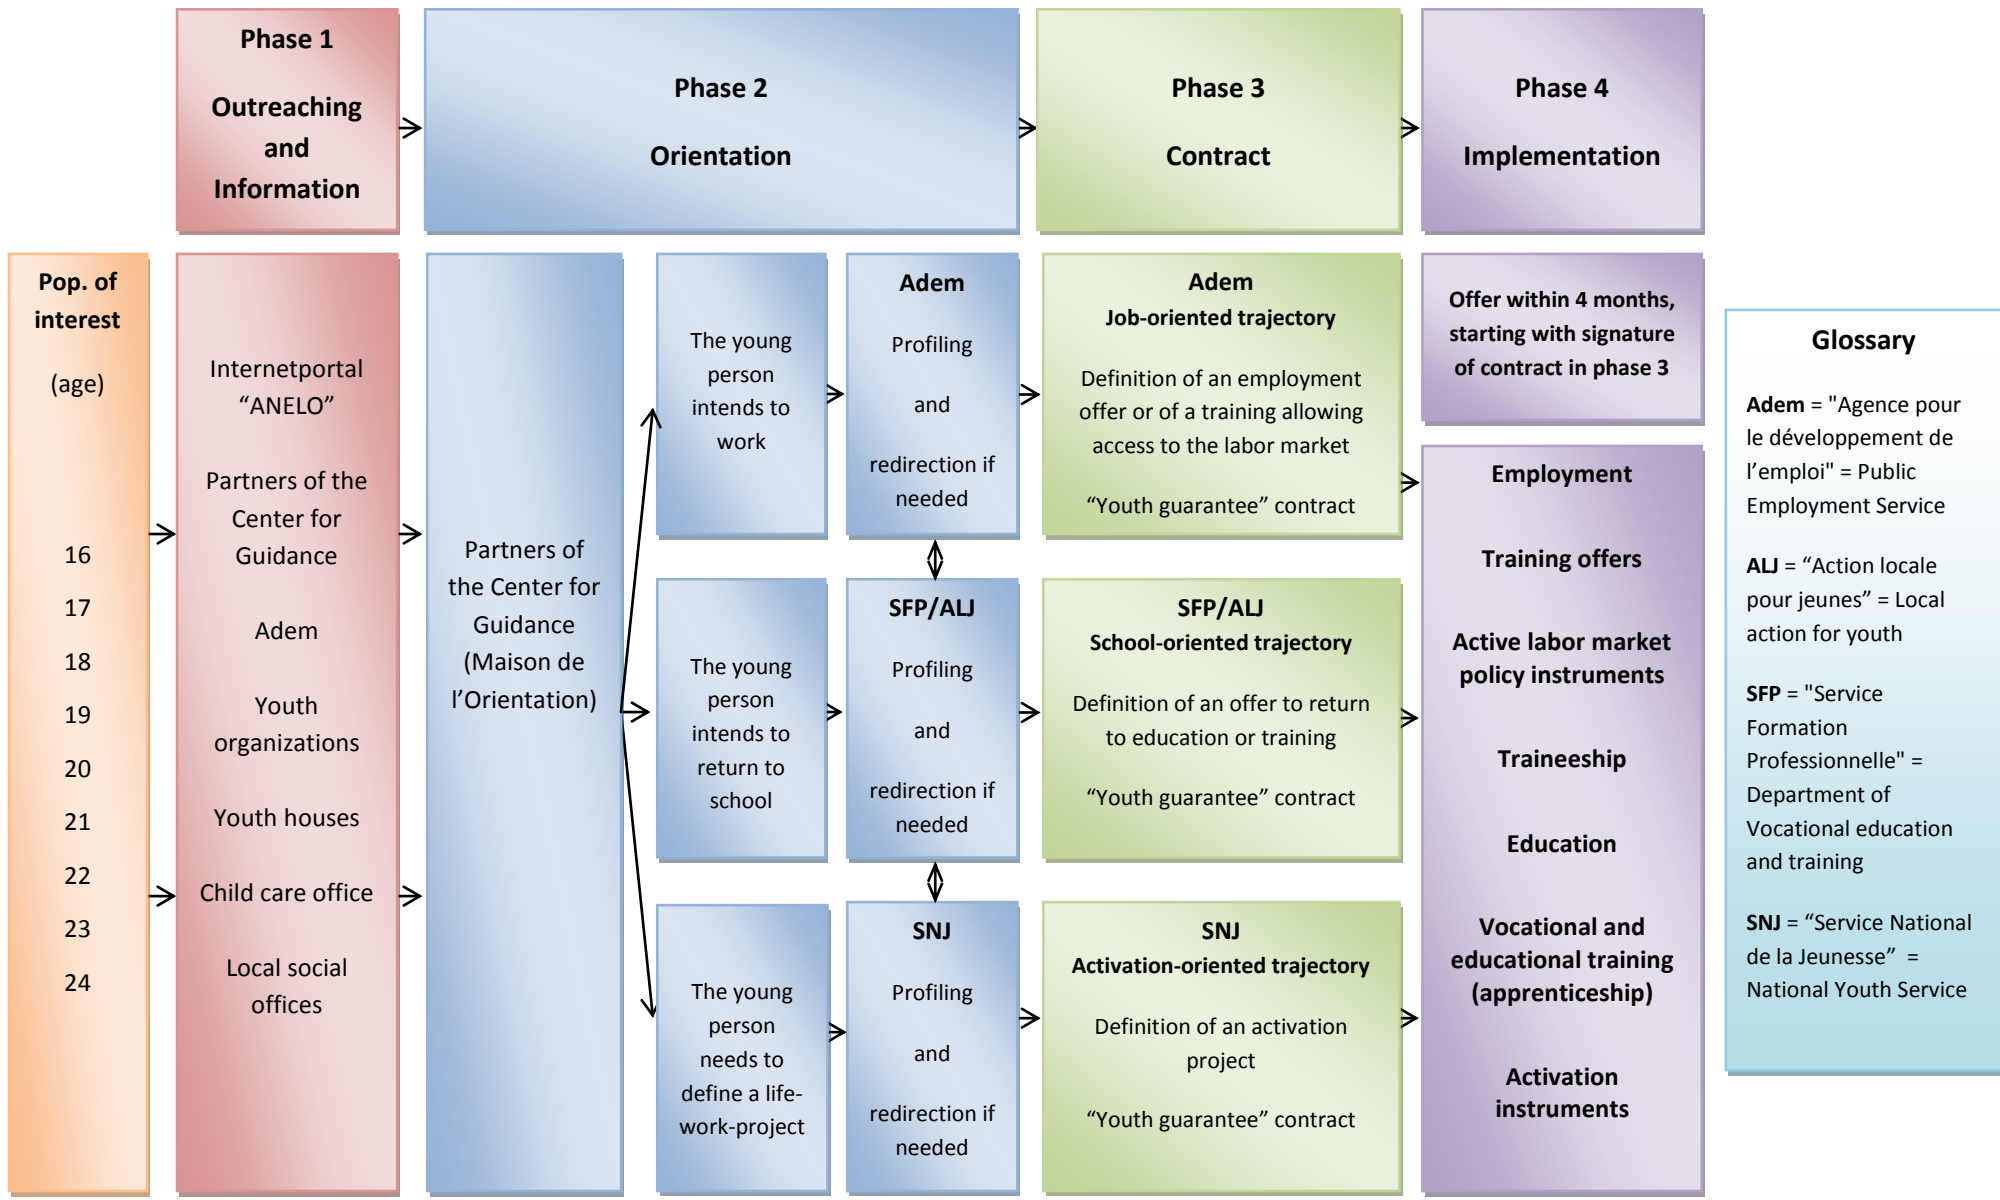 Phase 1
Outreaching
and
Information
Phase 2
Orientation
Phase 3
Contract
Phase 4
Implementation
Pop. of
interest
(age)
16
17
18
19
20
21
22
23
24
Internetportal
“ANELO”
Partners of the
Center for
Guidance
Adem
Youth
organizations
Youth houses
Child care office
Local social
offices
Partners of
the Center for
Guidance
(Maison de
l’Orientation)
The young
person
intends to
work
Adem
Profiling
and
redirection if
needed
Adem
Job-oriented trajectory
Definition of an employment
offer or of a training allowing
access to the labor market
“Youth guarantee” contract
The young
person
intends to
return to
school
SFP/ALJ
Profiling
and
redirection if
needed
SFP/ALJ
School-oriented trajectory
Definition of an offer to return
to education or training
“Youth guarantee” contract
The young
person
needs to
define a life-
work-project
SNJ
Profiling
and
redirection if
needed
SNJ
Activation-oriented trajectory
Definition of an activation
project
“Youth guarantee” contract
Offer within 4 months,
starting with signature
of contract in phase 3
Employment
Training offers
Active labor market
policy instruments
Traineeship
Education
Vocational and
educational training
(apprenticeship)
Activation
instruments
Glossary
Adem = "Agence pour
le développement de
l’emploi" = Public
Employment Service
ALJ = “Action locale
pour jeunes” = Local
action for youth
SFP = "Service
Formation
Professionnelle" =
Department of
Vocational education
and training
SNJ = “Service National
de la Jeunesse” =
National Youth Service